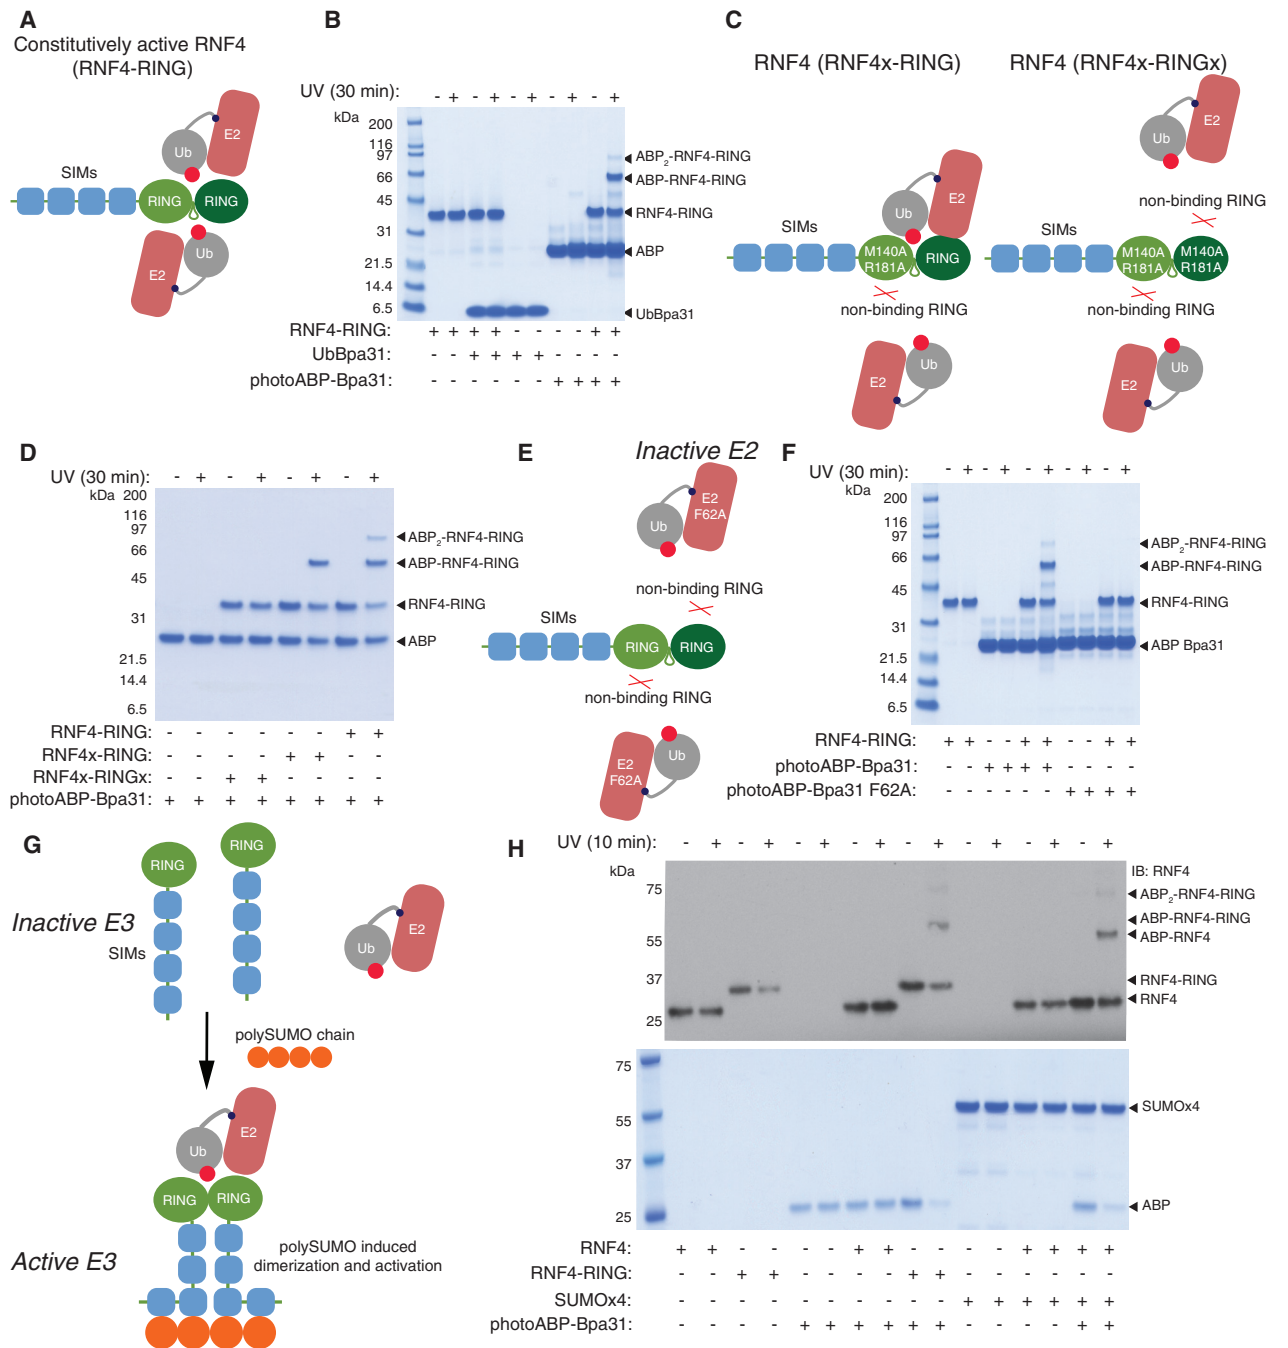 A
Constitutively active RNF4
(RNF4-RING)
E2
Ub
SIMs
RING
RING
E2
Ub
B
UV (30 min): - + - + - + - + - +
kDa
200
116
97
66
45
31
21.5
14.4
6.5
ABP2-RNF4-RING
ABP-RNF4-RING
RNF4-RING
ABP
UbBpa31
RNF4-RING: + + + + - - - - + +
UbBpa31: - - + + + + - - - -
photoABP-Bpa31: - - - - - - + + + +
C
RNF4 (RNF4x-RING)
RNF4 (RNF4x-RINGx)
E2
Ub
SIMs
M140A
R181A
RING
non-binding RING
E2
Ub
E2
Ub
non-binding RING
SIMs
M140A
R181A
M140A
R181A
non-binding RING
E2
Ub
D
UV (30 min): - + - + - + - +
kDa
200
116
97
66
45
31
21.5
14.4
6.5
ABP2-RNF4-RING
ABP-RNF4-RING
RNF4-RING
ABP
RNF4-RING: - - - - - - + +
RNF4x-RING: - - - - + + - -
RNF4x-RINGx: - - + + - - - -
photoABP-Bpa31: + + + + + + + +
E
Inactive E2
E2
F62A
Ub
non-binding RING
SIMs
RING
RING
non-binding RING
E2
F62A
Ub
F
UV (30 min): - + - + - + - + - +
kDa
200
116
97
66
45
31
21.5
14.4
6.5
ABP2-RNF4-RING
ABP-RNF4-RING
RNF4-RING
ABP Bpa31
RNF4-RING: + + - - + + - - + +
photoABP-Bpa31: - - + + + + - - - -
photoABP-Bpa31 F62A: - - - - - - + + + +
G
RING
RING
Inactive E3
SIMs
E2
Ub
polySUMO chain
E2
Ub
RING
RING
Active E3
polySUMO induced
dimerization and activation
H
UV (10 min): - + - + - + - + - + - + - + - +
kDa
IB: RNF4
75
55
37
25
ABP2-RNF4-RING
ABP-RNF4-RING
ABP-RNF4
RNF4-RING
RNF4
75
55
37
25
SUMOx4
ABP
RNF4: + + - - - - + + - - - - + + + +
RNF4-RING: - - + + - - - - + + - - - - - -
SUMOx4: - - - - - - - - - - + + + + + +
photoABP-Bpa31: - - - - + + + + + + - - - - + +